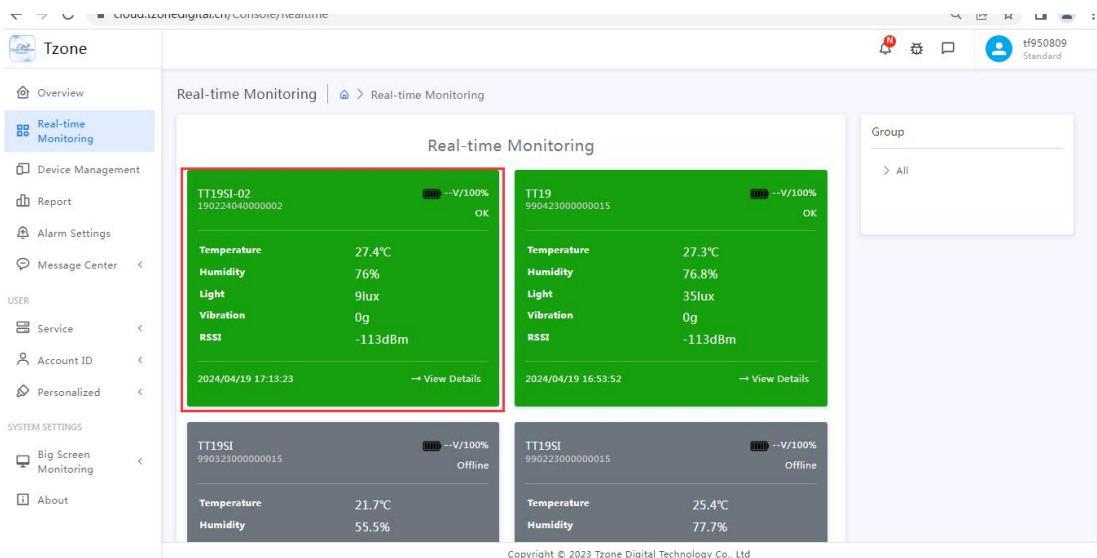 cloud.tzonedigital.cn/Console/Realtime
Tzone
N
tf950809
Standard
Overview
Real-time
Monitoring
Device Management
Report
Alarm Settings
Message Center
USER
Service
Account ID
Personalized
SYSTEM SETTINGS
Big Screen
Monitoring
About
Real-time Monitoring
> Real-time Monitoring
Real-time Monitoring
TT19SI-02
--V/100%
190224040000002
OK
Temperature 27.4℃
Humidity 76%
Light 9lux
Vibration 0g
RSSI -113dBm
2024/04/19 17:13:23 → View Details
TT19
--V/100%
990423000000015
OK
Temperature 27.3℃
Humidity 76.8%
Light 35lux
Vibration 0g
RSSI -113dBm
2024/04/19 16:53:52 → View Details
TT19SI
--V/100%
990323000000015
Offline
Temperature 21.7℃
Humidity 55.5%
TT19SI
--V/100%
990223000000015
Offline
Temperature 25.4℃
Humidity 77.7%
Group
> All
Copyright © 2023 Tzone Digital Technology Co., Ltd